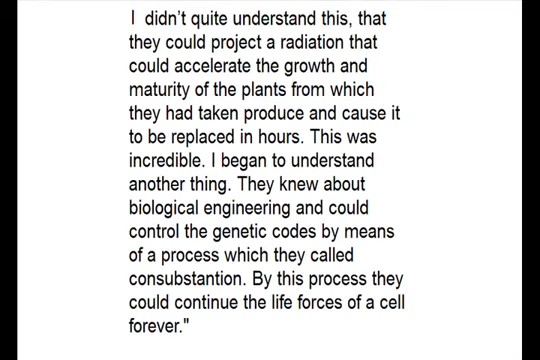 I didn't quite understand this, that
they could project a radiation that
could accelerate the growth and
maturity of the plants from which
they had taken produce and cause it
to be replaced in hours. This was
incredible. I began to understand
another thing. They knew about
biological engineering and could
control the genetic codes by means
of a process which they called
consubstantion. By this process they
could continue the life forces of a cell
forever."